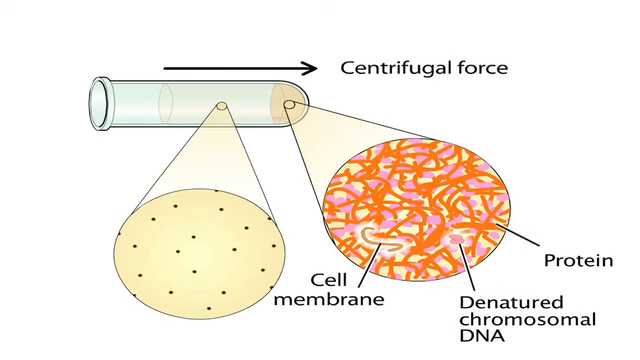 Centrifugal force
Protein
Cell
membrane
Denatured
chromosomal
DNA